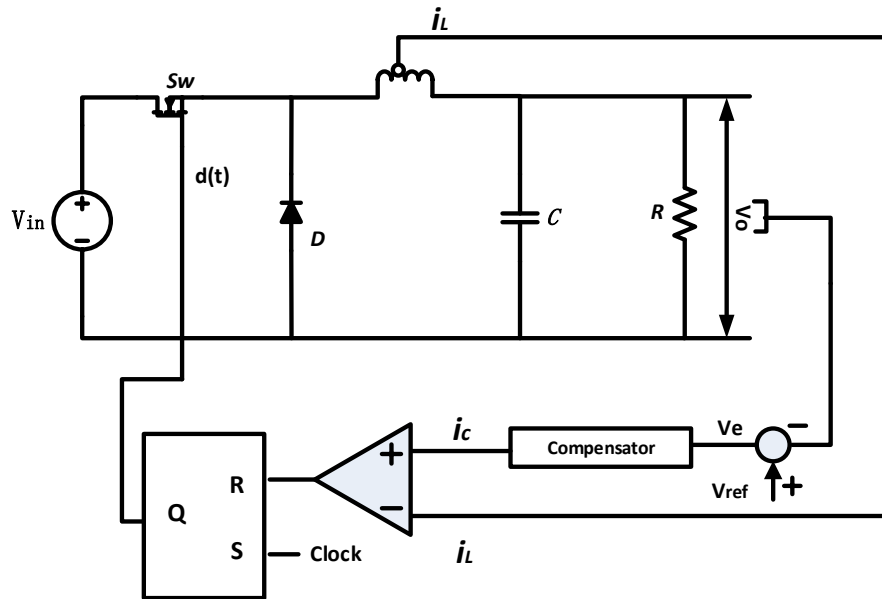 iL
Sw
d(t)
Vin
+
−
D
C
R
Vo
ic
Compensator
Ve
−
Vref
+
+
−
R
Q
S
Clock
iL